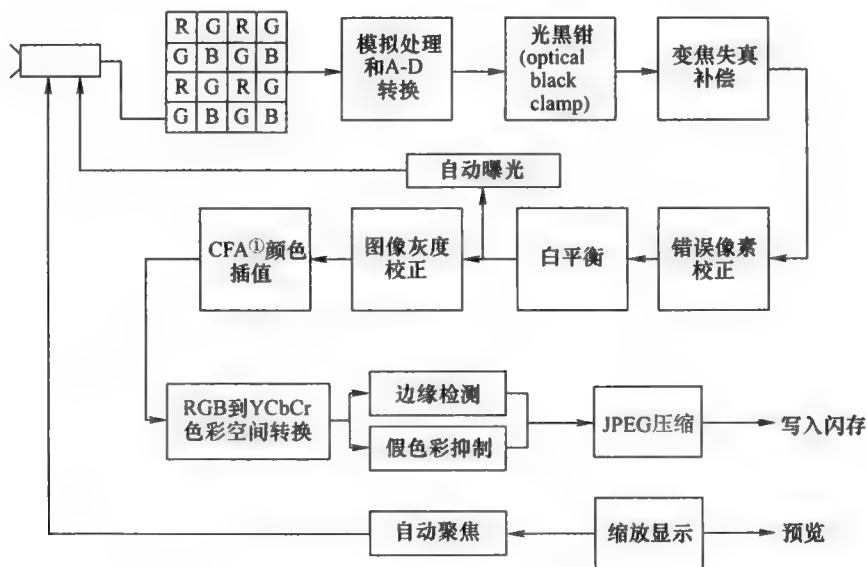 R G R G
G B G B
R G R G
G B G B
模拟处理
和A-D
转换
光黑钳
(optical
black
clamp)
变焦失真
补偿
自动曝光
CFA①颜色
插值
图像灰度
校正
白平衡
错误像素
校正
RGB到YCbCr
色彩空间转换
边缘检测
假色彩抑制
JPEG压缩
写入闪存
自动聚焦
缩放显示
预览